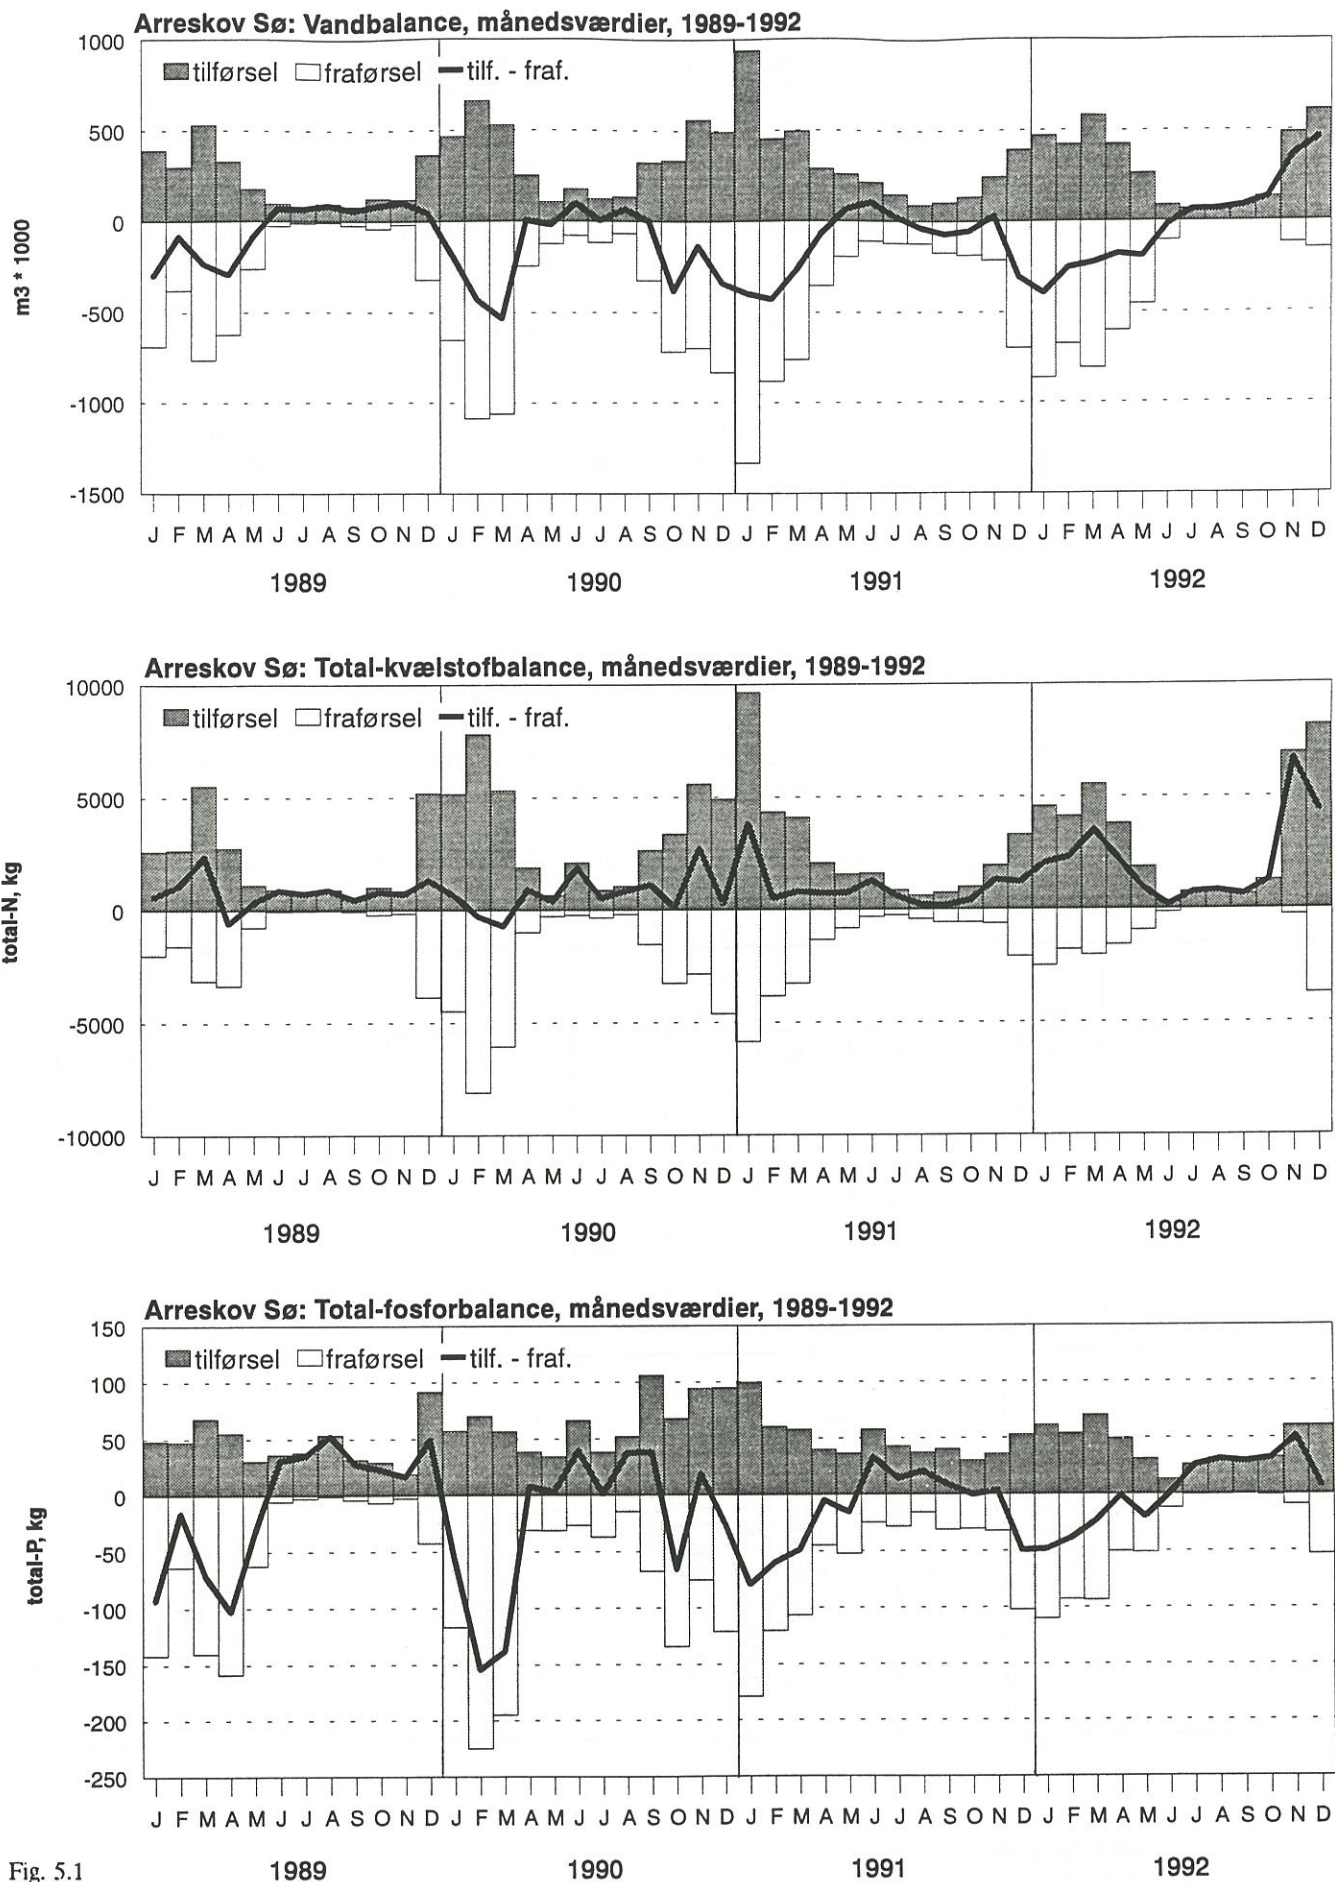 Arreskov Sø: Vandbalance, månedsværdier, 1989-1992
1000
tilførsel fraførsel tilf. - fraf.
500
0
-500
-1000
-1500
m3 * 1000
J F M A M J J A S O N D J F M A M J J A S O N D J F M A M J J A S O N D J F M A M J J A S O N D
1989 1990 1991 1992
Arreskov Sø: Total-kvælstofbalance, månedsværdier, 1989-1992
10000
tilførsel fraførsel tilf. - fraf.
5000
0
-5000
-10000
total-N, kg
J F M A M J J A S O N D J F M A M J J A S O N D J F M A M J J A S O N D J F M A M J J A S O N D
1989 1990 1991 1992
Arreskov Sø: Total-fosforbalance, månedsværdier, 1989-1992
150
tilførsel fraførsel tilf. - fraf.
100
50
0
-50
-100
-150
-200
-250
total-P, kg
J F M A M J J A S O N D J F M A M J J A S O N D J F M A M J J A S O N D J F M A M J J A S O N D
Fig. 5.1 1989 1990 1991 1992